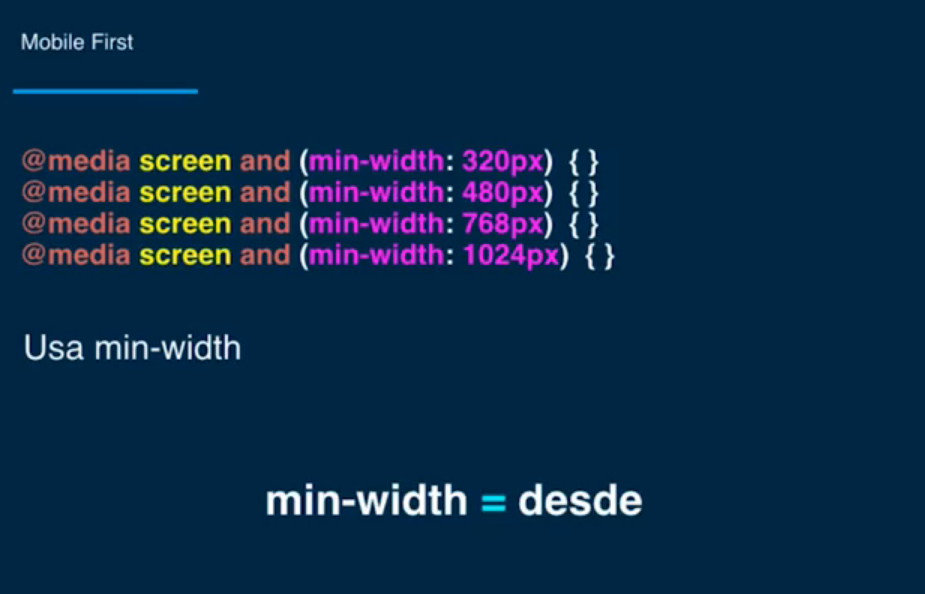 Mobile First
@media screen and (min-width: 320px) { }
@media screen and (min-width: 480px) { }
@media screen and (min-width: 768px) { }
@media screen and (min-width: 1024px) { }
Usa min-width
min-width = desde